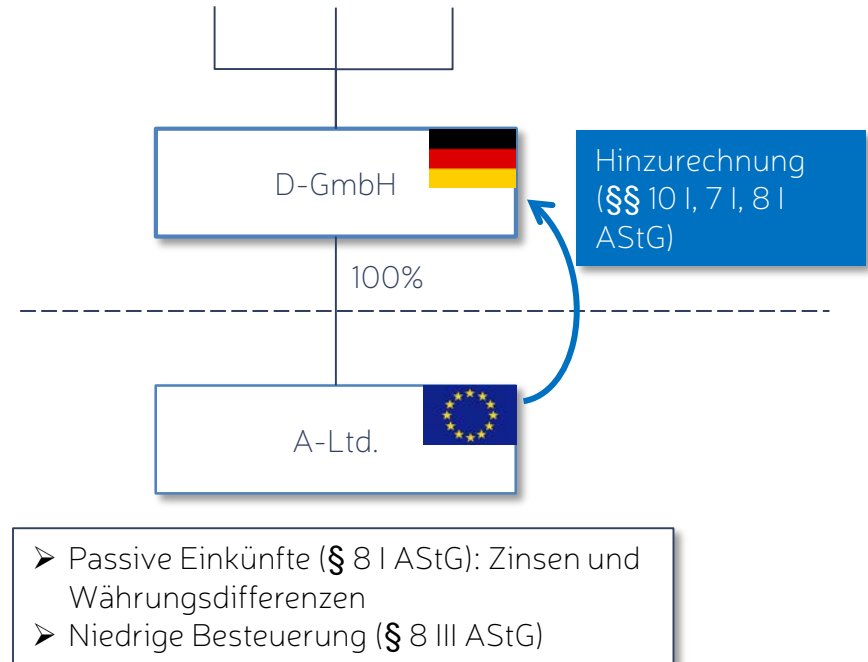 D-GmbH
Hinzurechnung
(§§ 10 I, 7 I, 8 I
AStG)
100%
A-Ltd.
➢ Passive Einkünfte (§ 8 I AStG): Zinsen und
Währungsdifferenzen
➢ Niedrige Besteuerung (§ 8 III AStG)